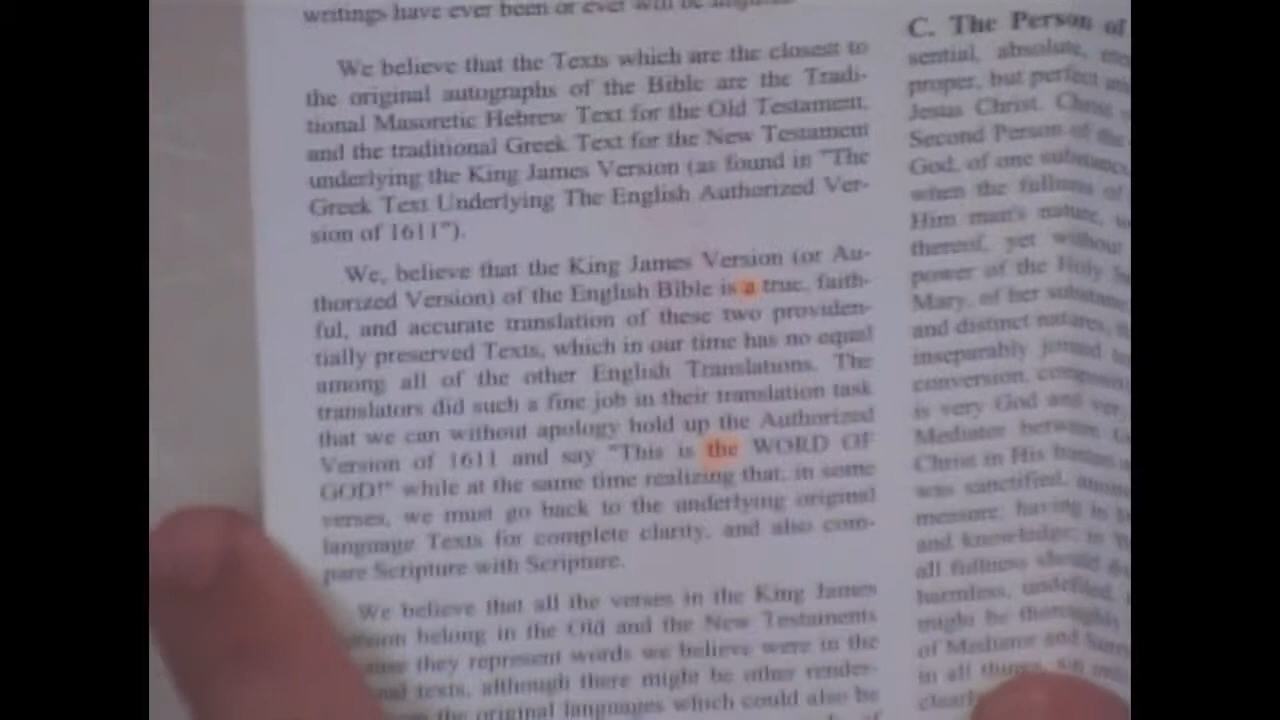 writings have ever been or ever will be
We believe that the Texts which are the closest to
the original autographs of the Bible are the Tradi-
tional Masoretic Hebrew Text for the Old Testament,
and the traditional Greek Text for the New Testament
underlying the King James Version (as found in "The
Greek Text Underlying The English Authorized Ver-
sion of 1611").
We, believe that the King James Version (or Au-
thorized Version) of the English Bible is a true, faith-
ful, and accurate translation of these two providen-
tially preserved Texts, which in our time has no equal
among all of the other English Translations. The
translators did such a fine job in their translation task
that we can without apology hold up the Authorized
Version of 1611 and say "This is the WORD OF
GOD!" while at the same time realizing that, in some
verses, we must go back to the underlying original
language Texts for complete clarity, and also com-
pare Scripture with Scripture.
We believe that all the verses in the King James
belong in the Old and the New Testaments
they represent words we believe were in the
texts, although there might be other render-
the original languages which could also be
of
C. The Person of
sential, absolute,
proper, but perfect
Jesus Christ. Christ
Second Person of the
God, of one substance
when the fullness of
Him man's nature,
thereof, yet without
power of the Holy
Mary, of her substance
and distinct natures,
inseparably joined
conversion,
is very God and very
Mediator between
Christ in His human
was sanctified,
measure; having in
and knowledge; in
all fullness should
harmless, undefiled,
might be thoroughly
of Mediator and
in all things, sin